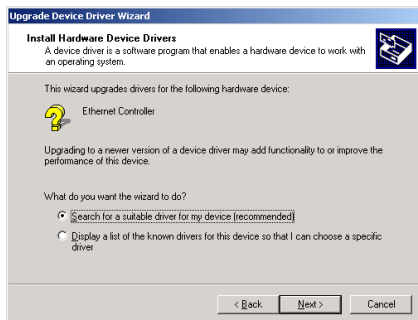 Upgrade Device Driver Wizard
Install Hardware Device Drivers
A device driver is a software program that enables a hardware device to work with
an operating system.
This wizard upgrades drivers for the following hardware device:
Ethernet Controller
Upgrading to a newer version of a device driver may add functionality to or improve the
performance of this device.
What do you want the wizard to do?
Search for a suitable driver for my device (recommended)
Display a list of the known drivers for this device so that I can choose a specific
driver
< Back
Next >
Cancel